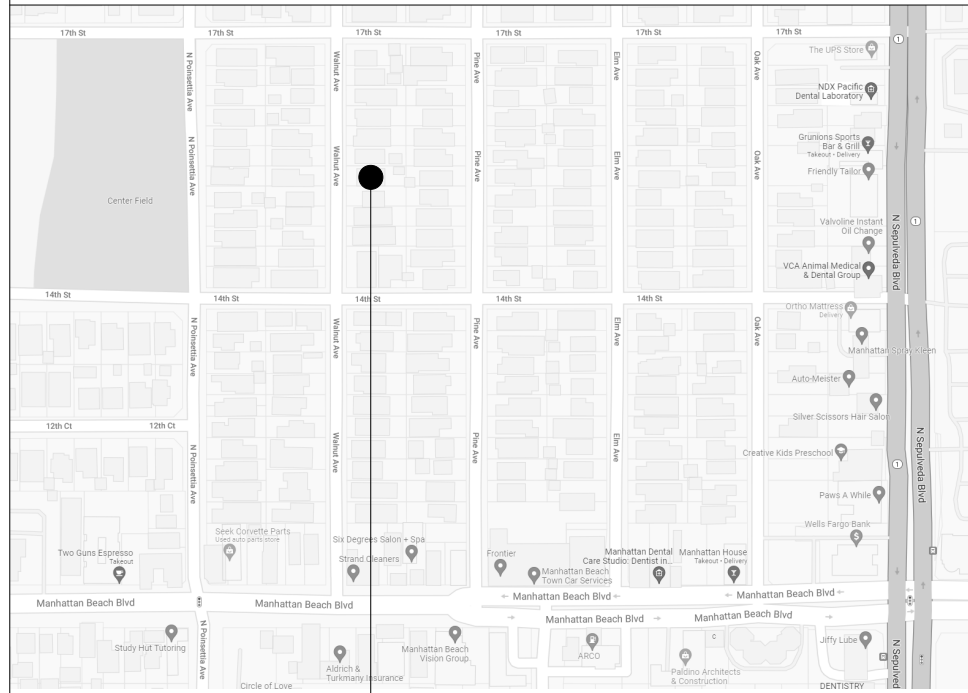 17th St
17th St
17th St
17th St
17th St
17th St
1
The UPS Store
N Poinsettia Ave
Walnut Ave
Pine Ave
Elm Ave
Oak Ave
NDX Pacific
Dental Laboratory
Grunions Sports
Bar & Grill
Takeout • Delivery
N Poinsettia Ave
Walnut Ave
Pine Ave
Elm Ave
Oak Ave
Friendly Tailor
Center Field
Valvoline Instant
Oil Change
1
N Sepulveda Blvd
VCA Animal Medical
& Dental Group
14th St
14th St
14th St
14th St
14th St
Ortho Mattress
Delivery
N Poinsettia Ave
Walnut Ave
Pine Ave
Elm Ave
Oak Ave
Manhattan Spray Kleen
Auto Meister
Silver Scissors Hair Salon
12th Ct
12th Ct
N Poinsettia Ave
Walnut Ave
Pine Ave
Elm Ave
Creative Kids Preschool
1
N Sepulveda Blvd
Paws A While
Wells Fargo Bank
Seek Corvette Parts
Used auto parts store
Six Degrees Salon + Spa
Strand Cleaners
Two Guns Espresso
Takeout
Frontier
Manhattan Beach
Town Car Services
Manhattan Dental
Care Studio: Dentist in...
Manhattan House
Takeout • Delivery
Manhattan Beach Blvd
Manhattan Beach Blvd
Manhattan Beach Blvd
Manhattan Beach Blvd
Manhattan Beach Blvd
Manhattan Beach Blvd
N Poinsettia Ave
Study Hut Tutoring
Aldrich &
Turkmany Insurance
Manhattan Beach
Vision Group
ARCO
C
Paldino Architects
& Construction
Jiffy Lube
N Sepulved
Circle of Love
DENTISTRY